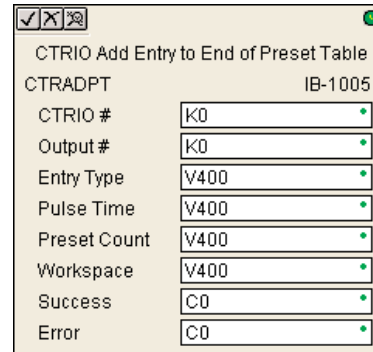 CTRIO Add Entry to End of Preset Table
CTRADPT IB-1005
CTRIO # K0
Output # K0
Entry Type V400
Pulse Time V400
Preset Count V400
Workspace V400
Success C0
Error C0